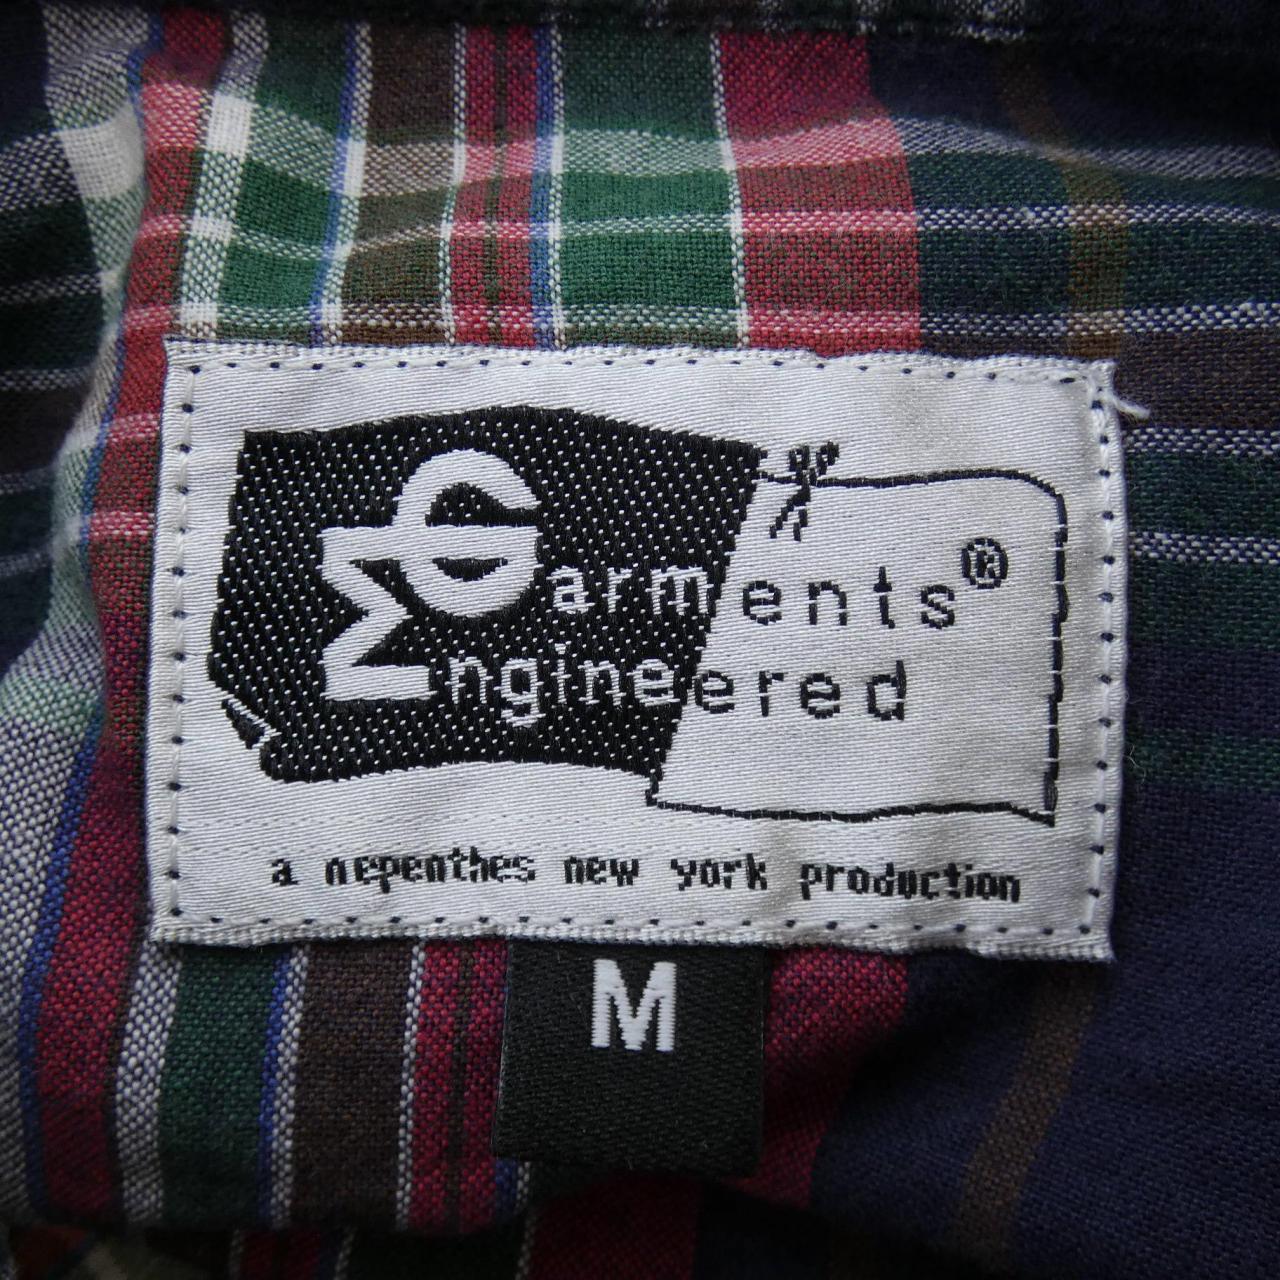 Garments®
Engineered
a nepenthes new york production
M